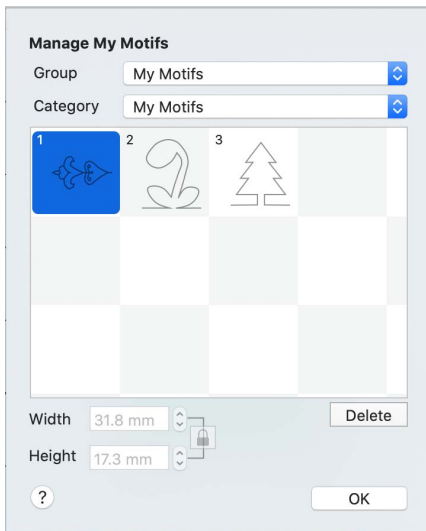 Manage My Motifs
Group My Motifs
Category My Motifs
1 2 3
Width 31.8 mm
Delete
Height 17.3 mm
? OK